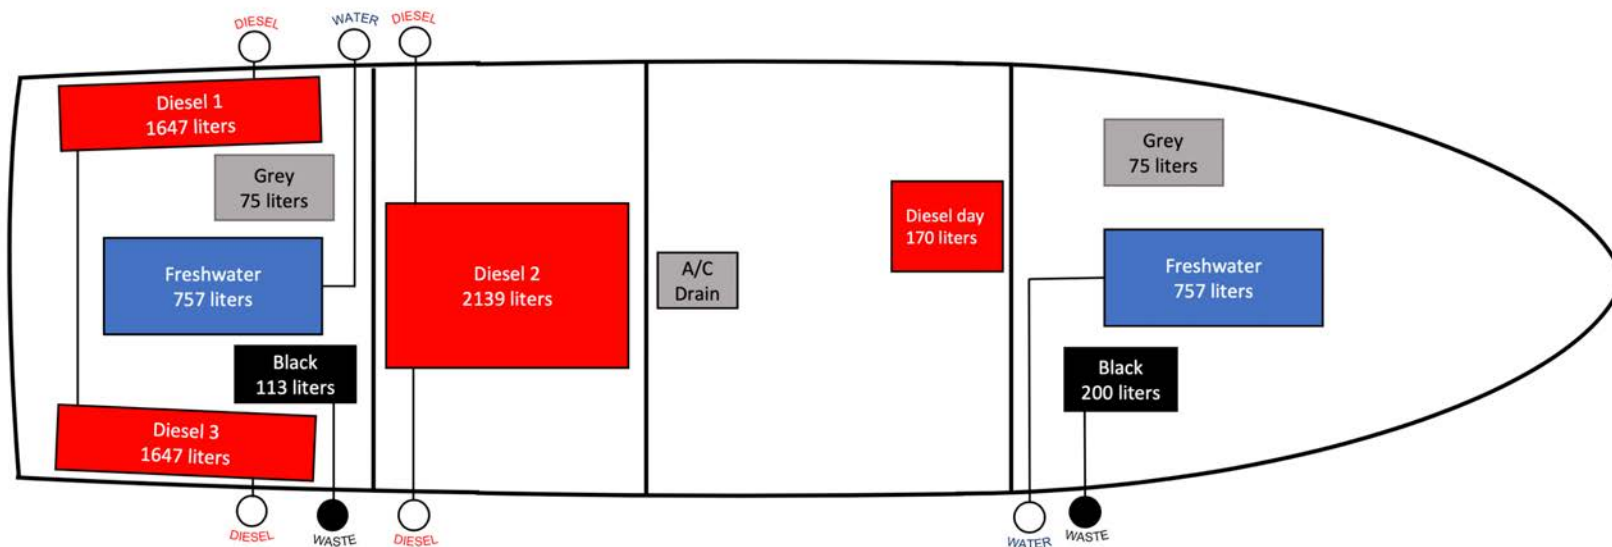 DIESEL
WATER
DIESEL
Diesel 1
1647 liters
Grey
75 liters
Grey
75 liters
Diesel day
170 liters
Freshwater
757 liters
Diesel 2
2139 liters
A/C
Drain
Freshwater
757 liters
Black
113 liters
Black
200 liters
Diesel 3
1647 liters
DIESEL
WASTE
DIESEL
WATER
WASTE